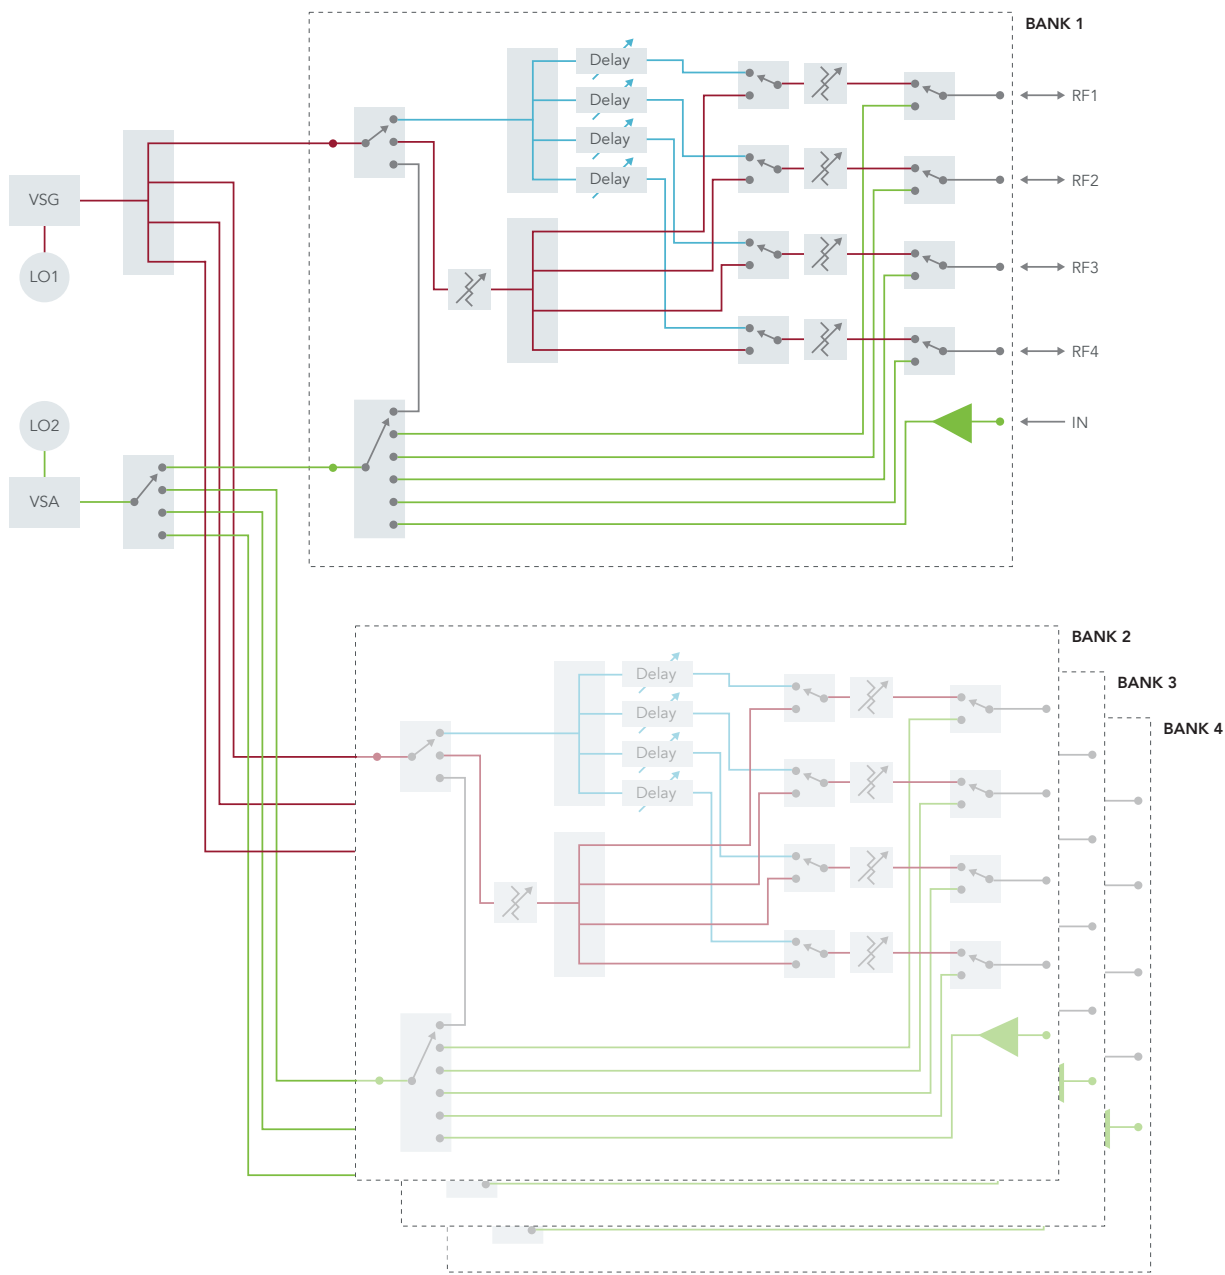 BANK 1
Delay
Delay
Delay
Delay
RF1
RF2
RF3
RF4
IN
VSG
LO1
LO2
VSA
BANK 2
BANK 3
BANK 4
Delay
Delay
Delay
Delay